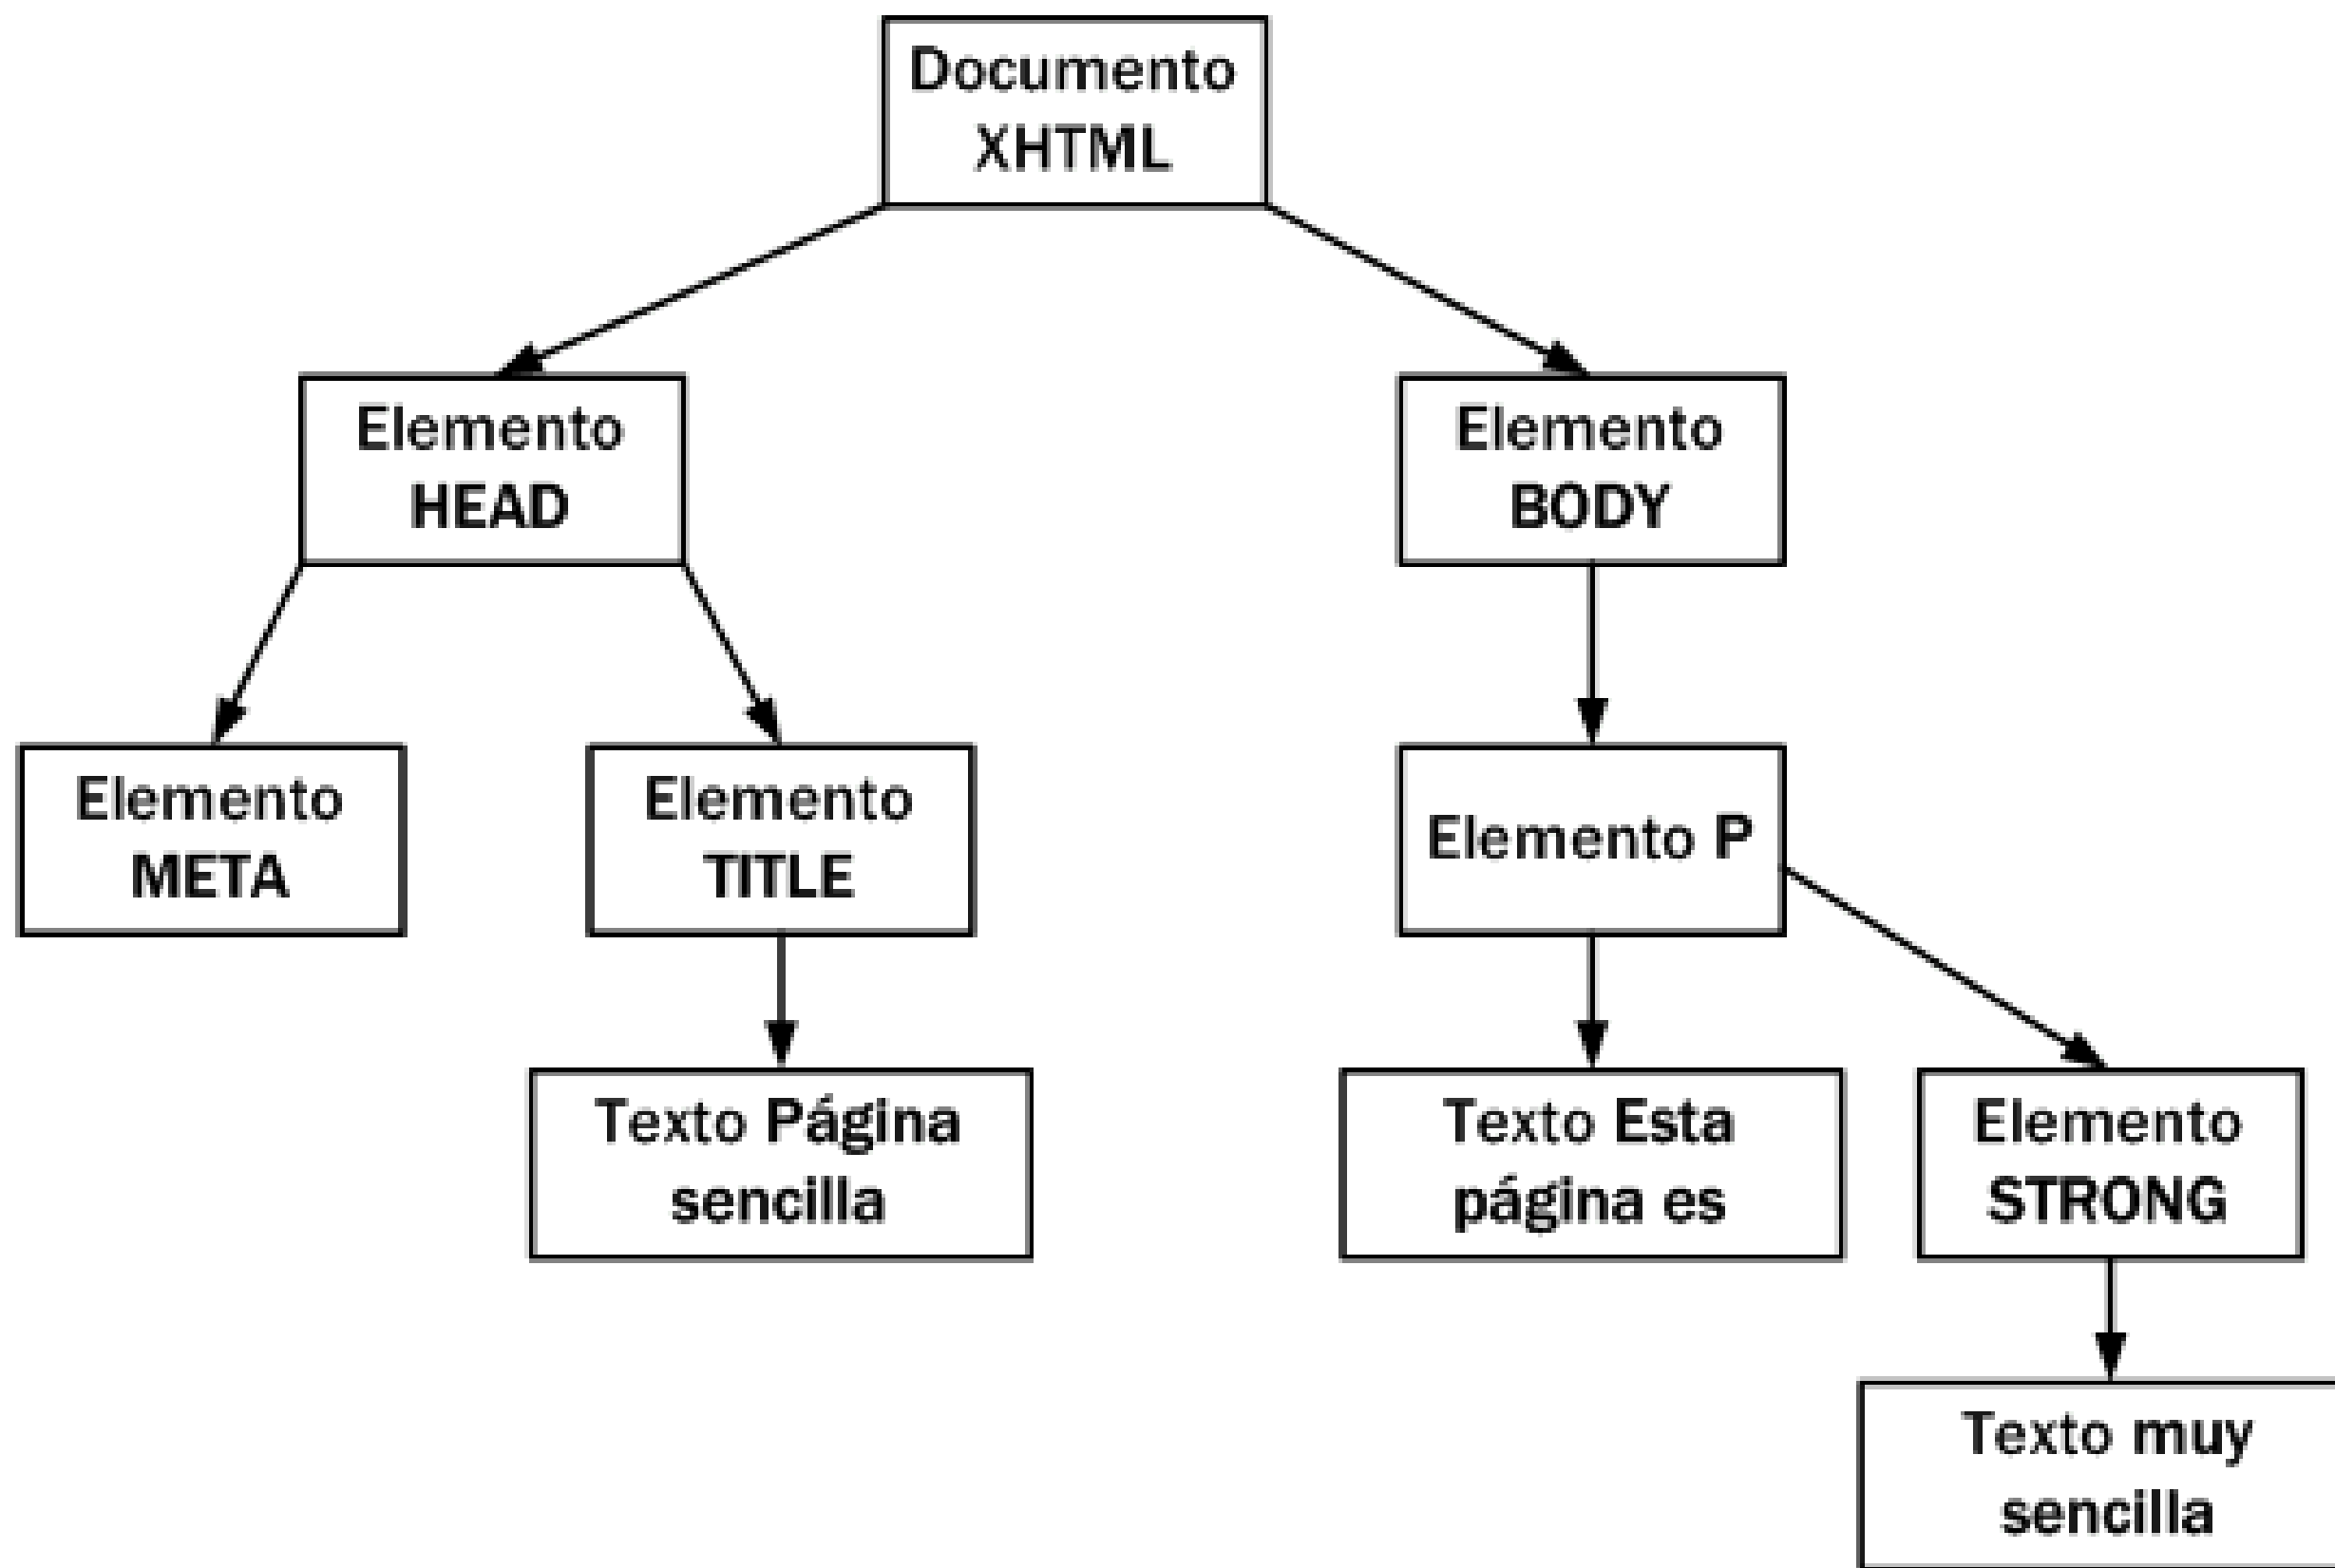 Documento
XHTML
Elemento
HEAD
Elemento
BODY
Elemento
META
Elemento
TITLE
Elemento P
Texto Página
sencilla
Texto Esta
página es
Elemento
STRONG
Texto muy
sencilla